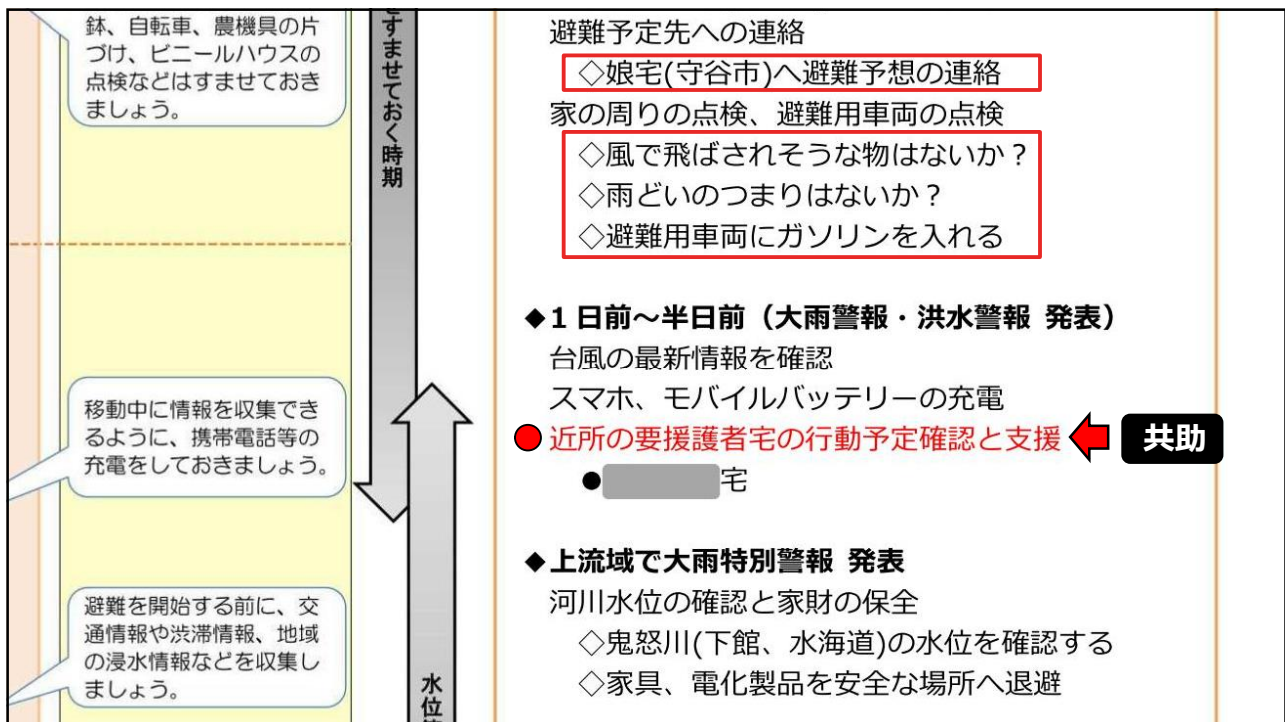 鉢、自転車、農機具の片
づけ、ビニールハウスの
点検などはすませておき
ましょう。
すませておく時期
移動中に情報を収集でき
るように、携帯電話等の
充電をしておきましょう。
避難を開始する前に、交
通情報や渋滞情報、地域
の浸水情報などを収集し
ましょう。
水位
避難予定先への連絡
◇娘宅(守谷市)へ避難予想の連絡
家の周りの点検、避難用車両の点検
◇風で飛ばされそうな物はないか？
◇雨どいのつまりはないか？
◇避難用車両にガソリンを入れる
◆1日前～半日前（大雨警報・洪水警報 発表）
台風の最新情報を確認
スマホ、モバイルバッテリーの充電
●近所の要援護者宅の行動予定確認と支援
共助
●宅
◆上流域で大雨特別警報 発表
河川水位の確認と家財の保全
◇鬼怒川(下館、水海道)の水位を確認する
◇家具、電化製品を安全な場所へ退避